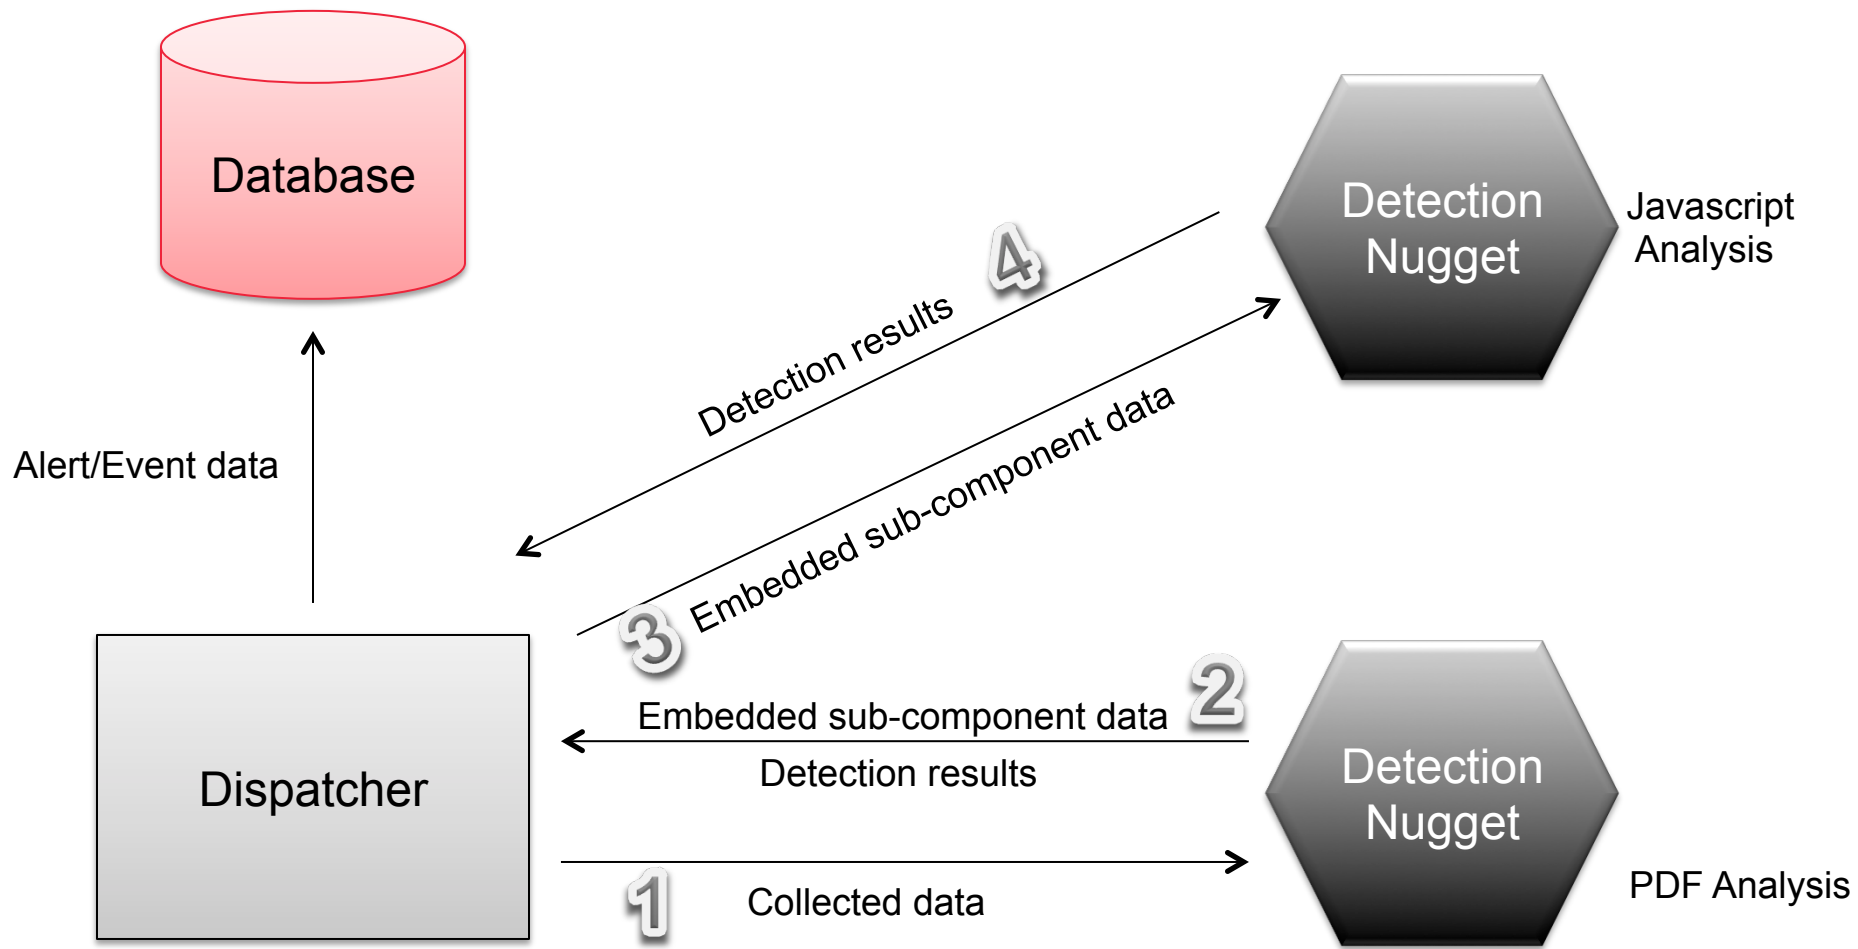 Database
Detection
Nugget
Javascript
Analysis
4
Detection results
Embedded sub-component data
3
Alert/Event data
2
Embedded sub-component data
Detection results
Dispatcher
Detection
Nugget
PDF Analysis
1
Collected data